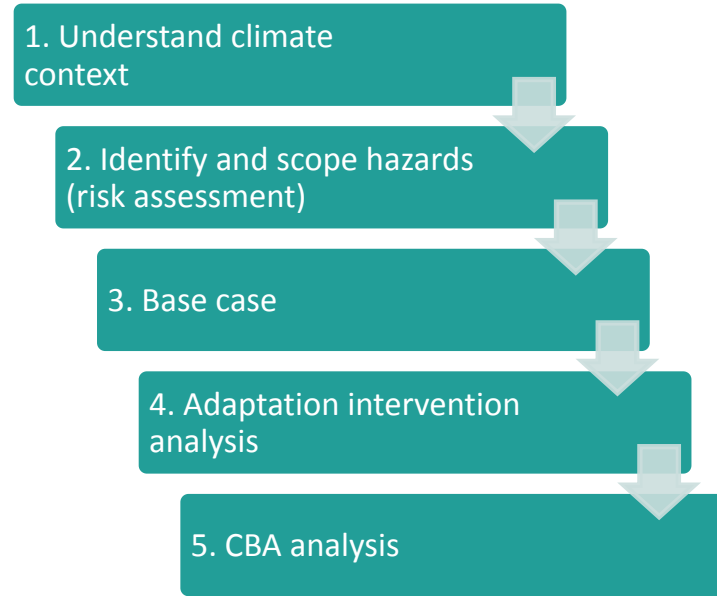 1. Understand climate
context
2. Identify and scope hazards
(risk assessment)
3. Base case
4. Adaptation intervention
analysis
5. CBA analysis